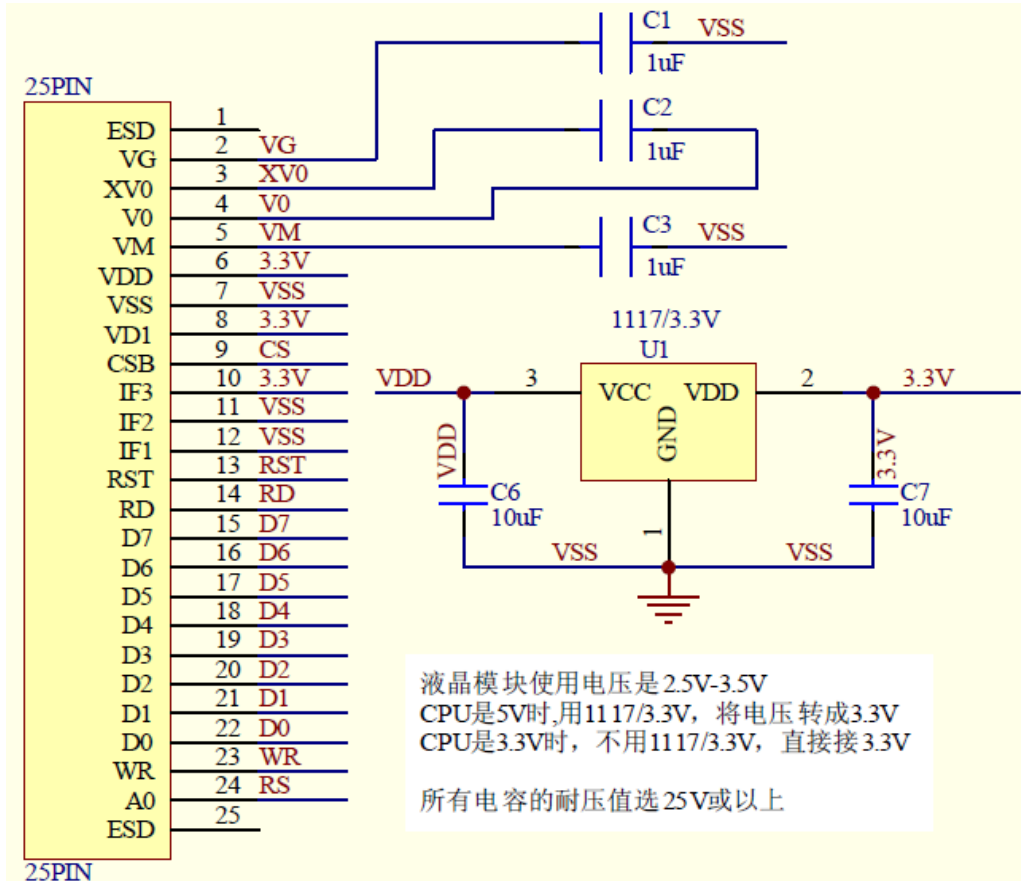 25PIN
ESD 1
VG 2 VG
XV0 3 XV0
V0 4 V0
VM 5 VM
VDD 6 3.3V
VSS 7 VSS
VD1 8 3.3V
CSB 9 CS
IF3 10 3.3V
IF2 11 VSS
IF1 12 VSS
RST 13 RST
RD 14 RD
D7 15 D7
D6 16 D6
D5 17 D5
D4 18 D4
D3 19 D3
D2 20 D2
D1 21 D1
D0 22 D0
WR 23 WR
A0 24 RS
ESD 25
25PIN
C1 VSS
1uF
C2
1uF
C3 VSS
1uF
1117/3.3V
U1
VDD 3 VCC VDD 2 3.3V
GND
VDD
3.3V
C6
10uF
C7
10uF
1
VSS
VSS
液晶模块使用电压是2.5V-3.5V
CPU是5V时,用1117/3.3V，将电压转成3.3V
CPU是3.3V时，不用1117/3.3V，直接接3.3V
所有电容的耐压值选25V或以上